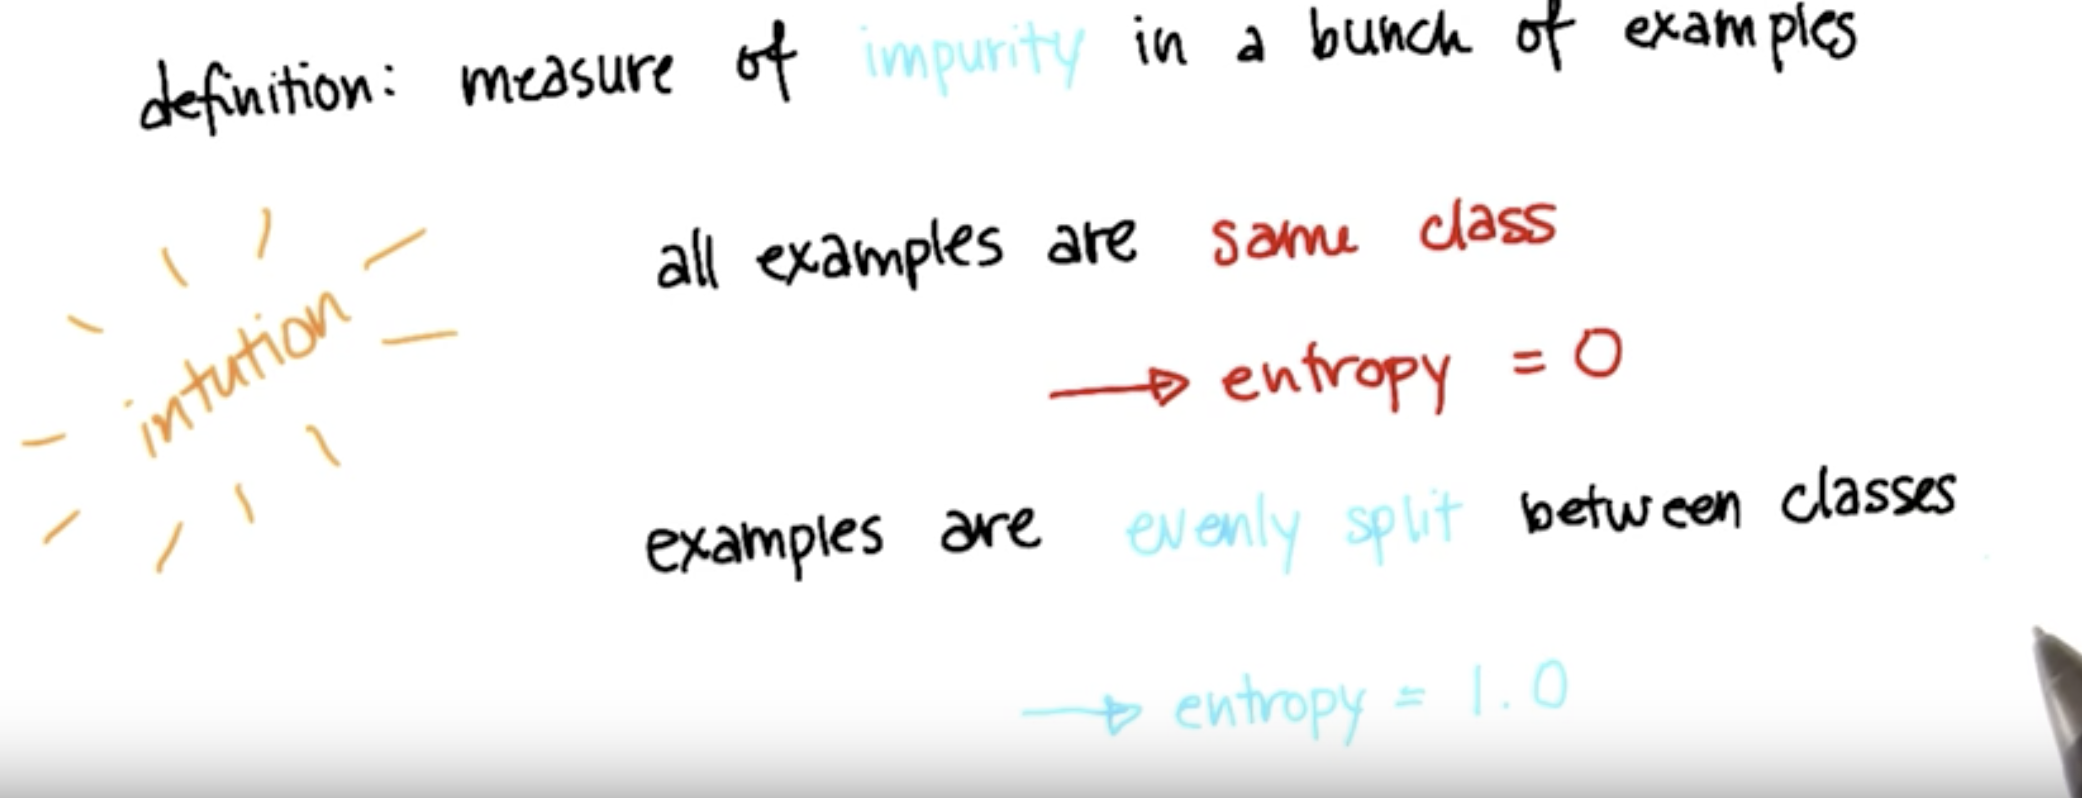 definition: measure of impurity in a bunch of examples
all examples are same class
intution
→ entropy = 0
examples are evenly split between classes
→ entropy = 1.0